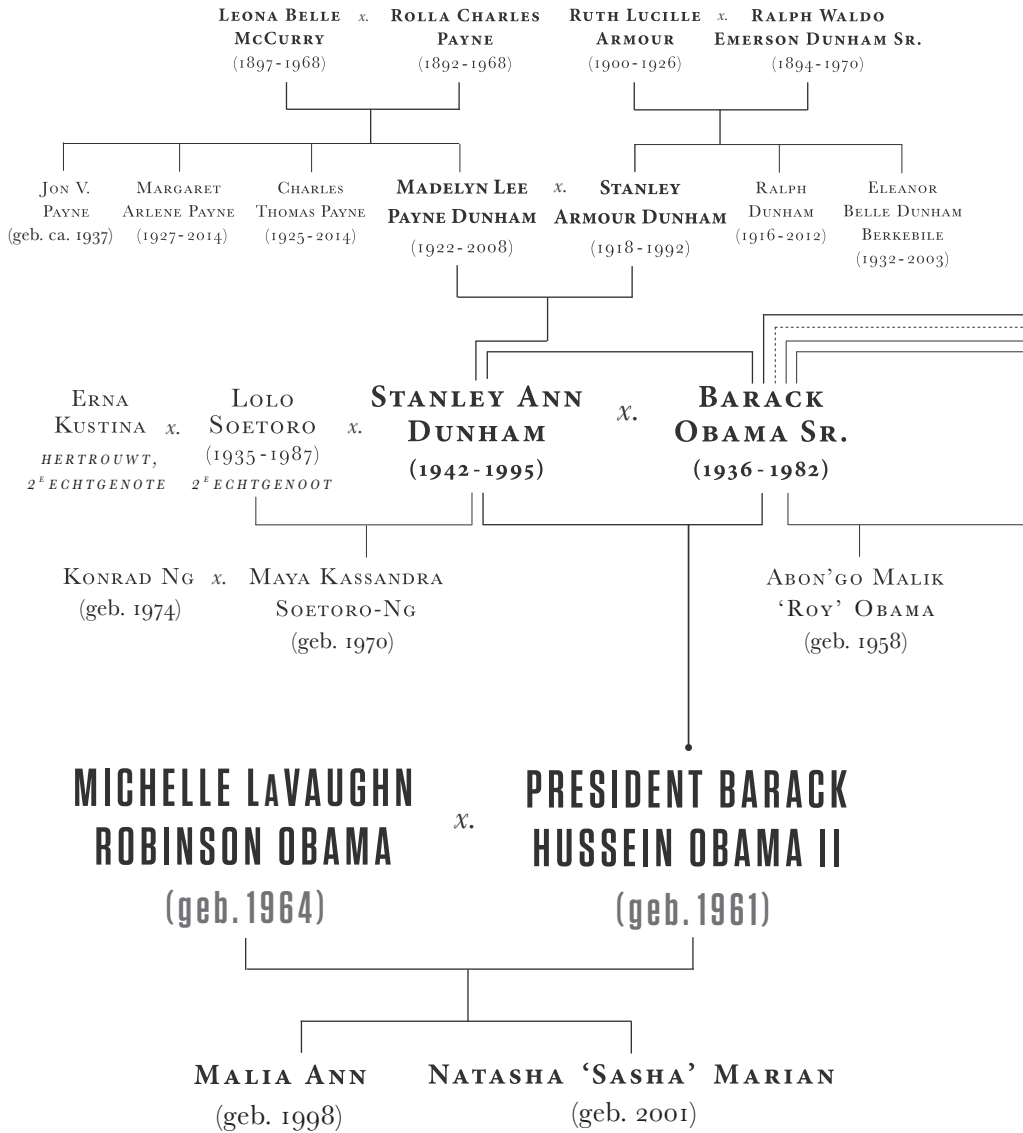 Leona Belle x. Rolla Charles Ruth Lucille x. Ralph Waldo
McCurry Payne Armour Emerson Dunham Sr.
(1897-1968) (1892-1968) (1900-1926) (1894-1970)
Jon V. Margaret Charles Madelyn Lee x. Stanley Ralph Eleanor
Payne Arlene Payne Thomas Payne Payne Dunham Armour Dunham Dunham Belle Dunham
(geb. ca. 1937) (1927-2014) (1925-2014) (1922-2008) (1918-1992) (1916-2012) Berkebile
(1932-2003)
Erna Lolo Stanley Ann Barack
Kustina x. Soetoro x. Dunham x. Obama Sr.
hertrouwt, (1935-1987) (1942-1995) (1936-1982)
2e echtgenote 2e echtgenoot
Konrad Ng x. Maya Kassandra Abon’go Malik
(geb. 1974) Soetoro-Ng ‘Roy’ Obama
(geb. 1970) (geb. 1958)
MICHELLE LaVAUGHN PRESIDENT BARACK
ROBINSON OBAMA x. HUSSEIN OBAMA II
(geb. 1964) (geb. 1961)
Malia Ann Natasha ‘Sasha’ Marian
(geb. 1998) (geb. 2001)